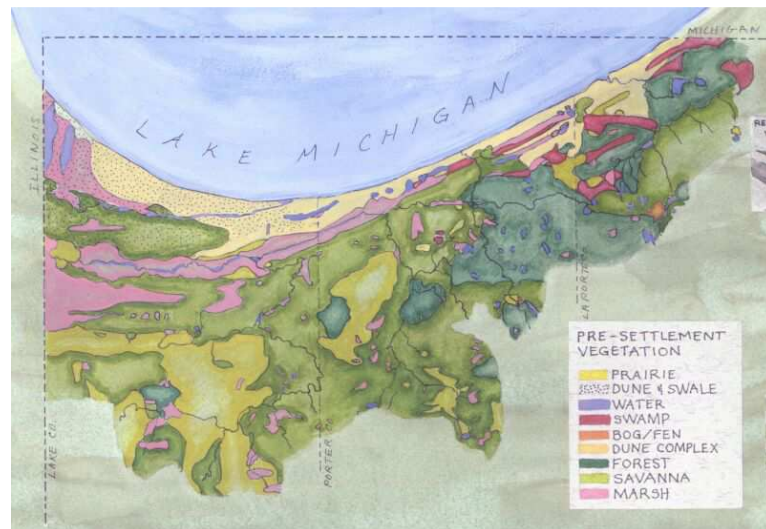 MICHIGAN
LAKE MICHIGAN
ILLINOIS
LAPORTE CO.
PORTER CO.
LAKE CO.
PRE-SETTLEMENT
VEGETATION
PRAIRIE
DUNE & SWALE
WATER
SWAMP
BOG/FEN
DUNE COMPLEX
FOREST
SAVANNA
MARSH